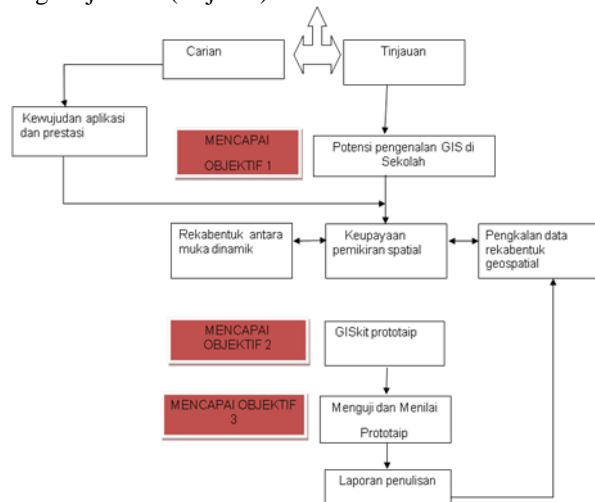 Carian
Tinjauan
Kewujudan aplikasi
dan prestasi
MENCAPAI
OBJEKTIF 1
Potensi pengenalan GIS di
Sekolah
Rekabentuk antara
muka dinamik
Keupayaan
pemikiran spatial
Pengkalan data
rekabentuk
geospatial
MENCAPAI
OBJEKTIF 2
GISkit prototaip
MENCAPAI OBJEKTIF
3
Menguji dan Menilai
Prototaip
Laporan penulisan